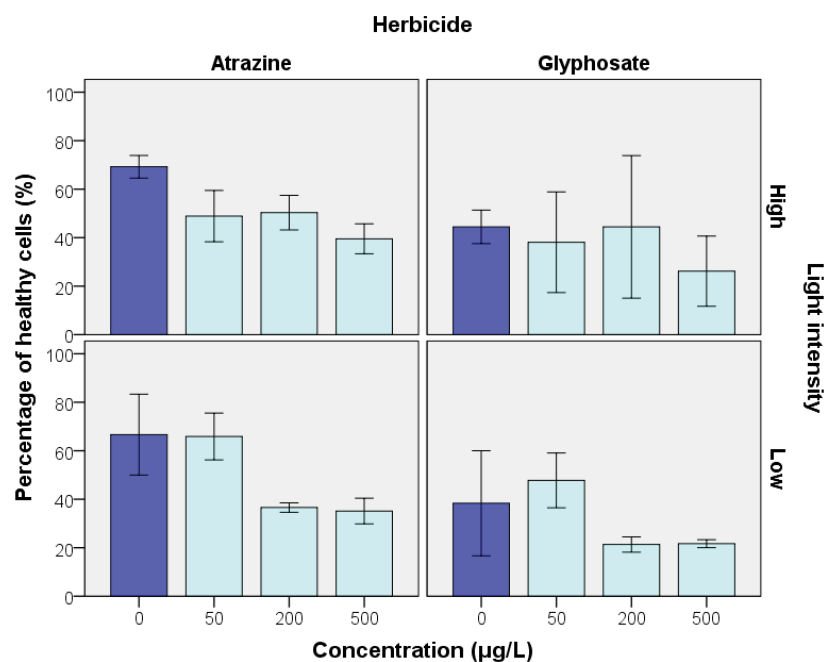 Herbicide
Atrazine
Glyphosate
Percentage of healthy cells (%)
100
80
60
40
20
0
High
100
80
60
40
20
0
Low
Light intensity
0 50 200 500
0 50 200 500
Concentration (µg/L)